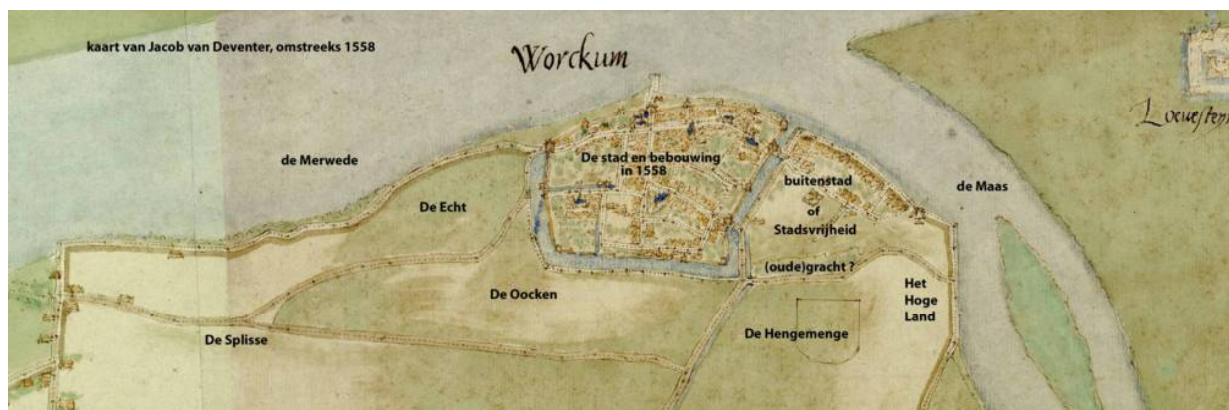 kaart van Jacob van Deventer, omstreeks 1558
Worckum
Loevesteyn
de Merwede
De stad en bebouwing
in 1558
buitenstad
of
Stadsvrijheid
de Maas
De Echt
(oude)gracht ?
De Oocken
Het
Hoge
Land
De Hengemenge
De Splisse